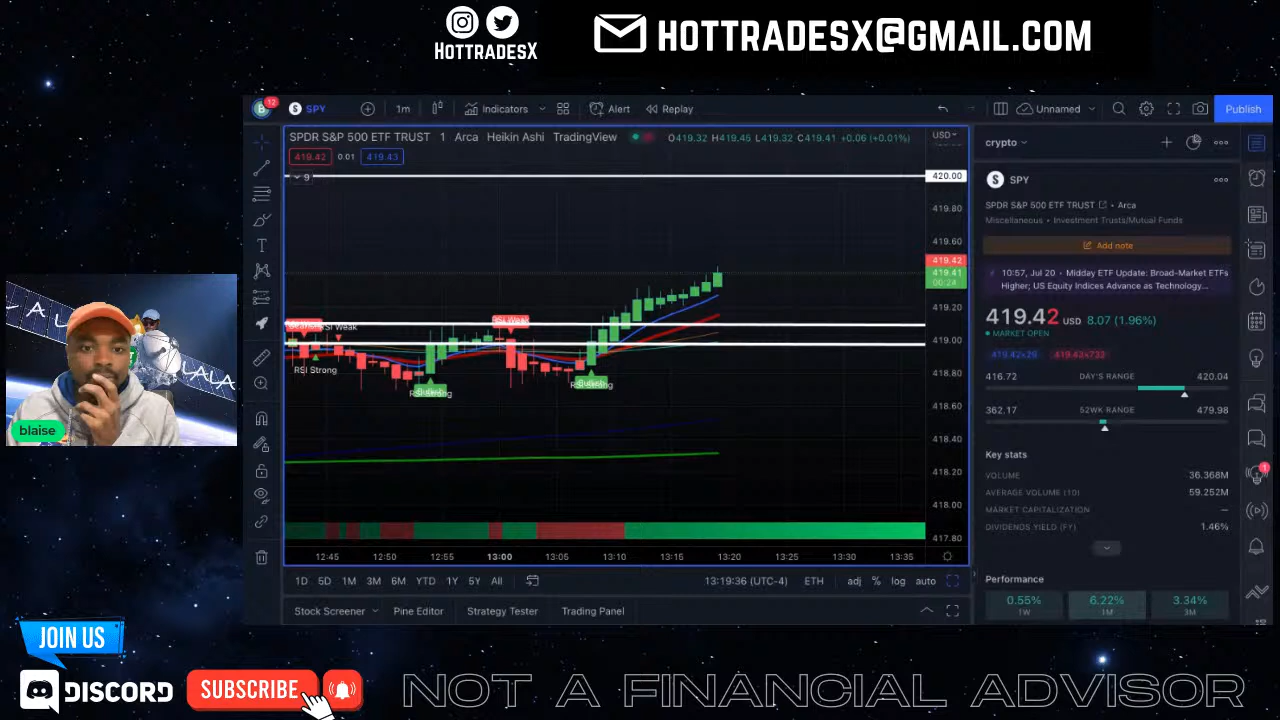 HOTTRADESX
HOTTRADESX@GMAIL.COM
12
SPY
1m
Indicators
Alert
Replay
Unnamed
Publish
SPDR S&P 500 ETF TRUST 1 Arca Heikin Ashi TradingView
O419.32 H419.45 L419.32 C419.41 +0.06 (+0.01%)
USD
419.42 0.01 419.43
9
420.00
419.80
419.60
419.42
419.41
00:24
419.20
419.00
418.80
418.60
418.40
418.20
418.00
417.80
RSI Weak
RSI Strong
12:45 12:50 12:55 13:00 13:05 13:10 13:15 13:20 13:25 13:30 13:35
1D 5D 1M 3M 6M YTD 1Y 5Y All
13:19:36 (UTC-4) ETH adj % log auto
Stock Screener Pine Editor Strategy Tester Trading Panel
crypto
SPY
SPDR S&P 500 ETF TRUST • Arca
Miscellaneous • Investment Trusts/Mutual Funds
Add note
10:57, Jul 20 • Midday ETF Update: Broad-Market ETFs
Higher; US Equity Indices Advance as Technology...
419.42 USD 8.07 (1.96%)
MARKET OPEN
416.72 DAY'S RANGE 420.04
362.17 52WK RANGE 479.98
Key stats
VOLUME 36.368M
AVERAGE VOLUME (10) 59.252M
MARKET CAPITALIZATION —
DIVIDENDS YIELD (FY) 1.46%
Performance
0.55% 6.22% 3.34%
1W 1M 3M
1
blaise
JOIN US
DISCORD
SUBSCRIBE
NOT A FINANCIAL ADVISOR